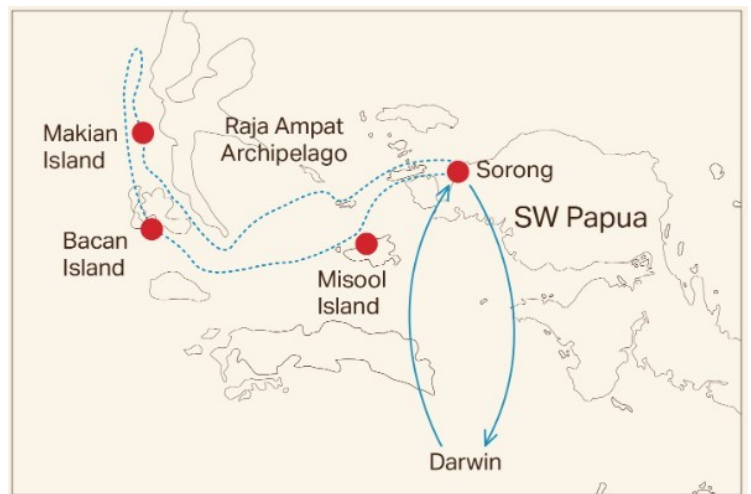 Makian
Island
Raja Ampat
Archipelago
Sorong
SW Papua
Bacan
Island
Misool
Island
Darwin